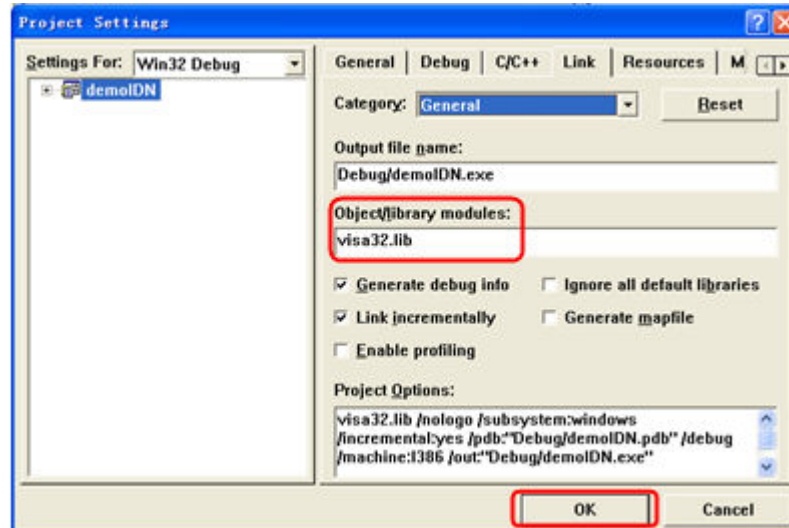 Project Settings
Settings For: Win32 Debug
demoIDN
General Debug C/C++ Link Resources M
Category: General Reset
Output file name:
Debug/demoIDN.exe
Object/library modules:
visa32.lib
Generate debug info Ignore all default libraries
Link incrementally Generate mapfile
Enable profiling
Project Options:
visa32.lib /nologo /subsystem:windows
/incremental:yes /pdb:"Debug/demoIDN.pdb" /debug
/machine:I386 /out:"Debug/demoIDN.exe"
OK Cancel